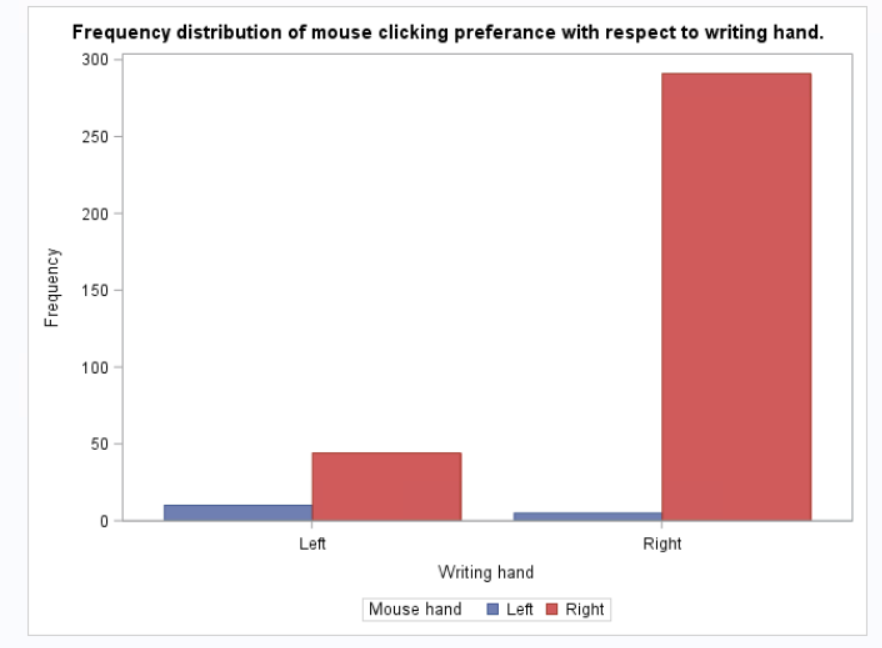 Frequency distribution of mouse clicking preferance with respect to writing hand.
300
250
200
150
100
50
0
Frequency
Left Right
Writing hand
Mouse hand Left Right